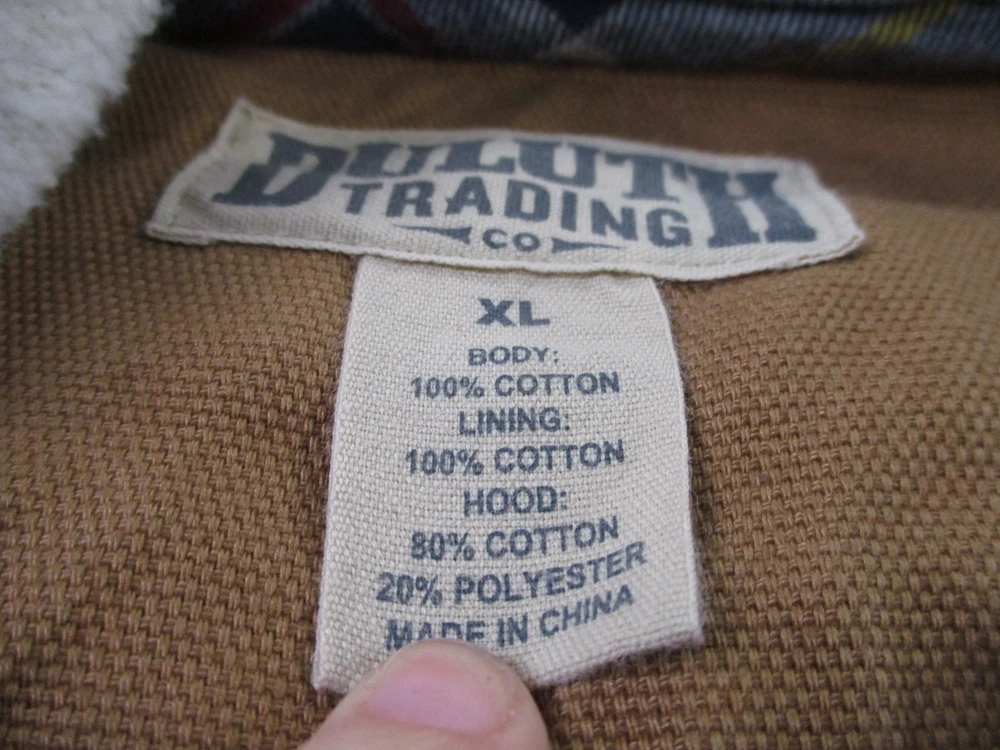 DULUTH
TRADING
CO
XL
BODY:
100% COTTON
LINING:
100% COTTON
HOOD:
80% COTTON
20% POLYESTER
MADE IN CHINA